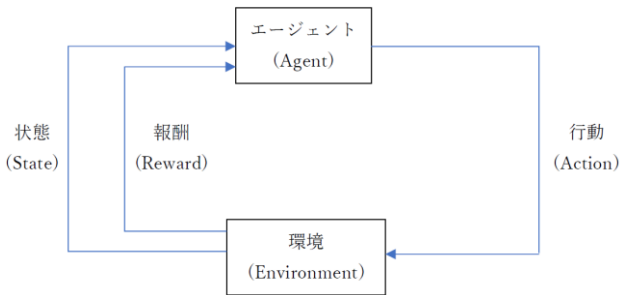 エージェント
(Agent)
状態
(State)
報酬
(Reward)
行動
(Action)
環境
(Environment)